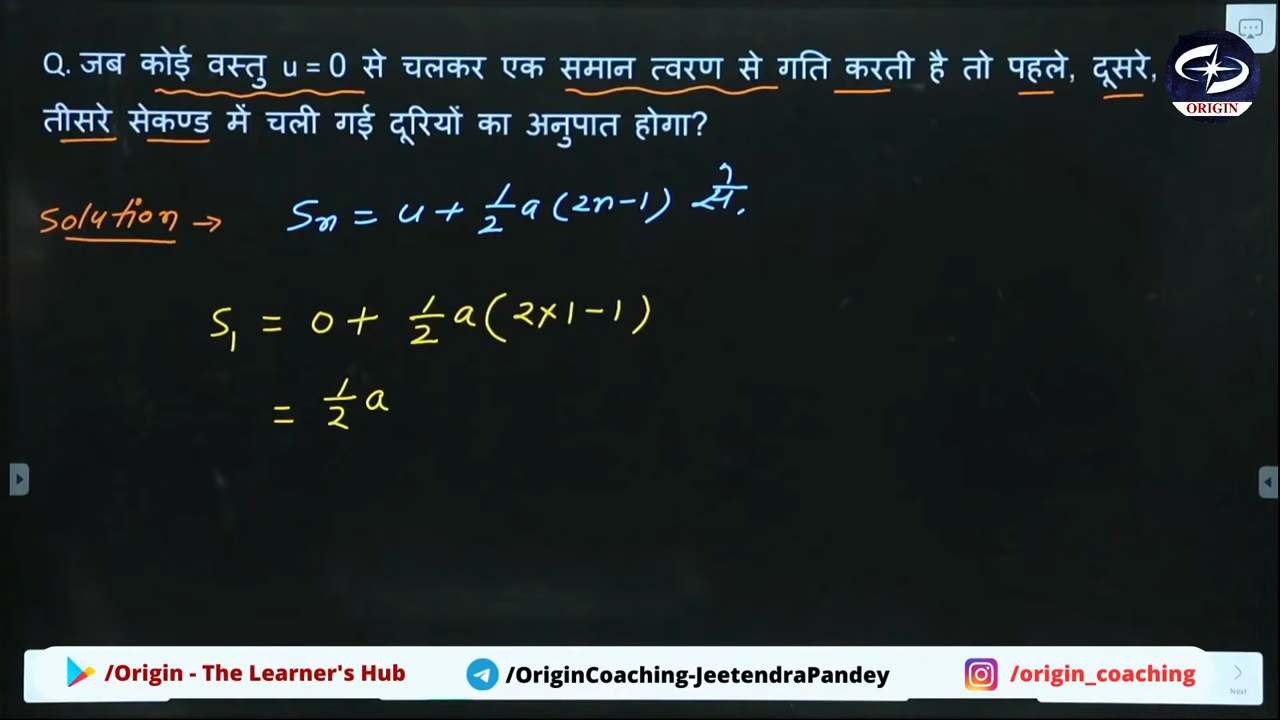 Q. जब कोई वस्तु u = 0 से चलकर एक समान त्वरण से गति करती है तो पहले, दूसरे,
तीसरे सेकण्ड में चली गई दूरियों का अनुपात होगा?
ORIGIN
Solution → Sn = u + 1/2 a (2n-1) से.
S1 = 0 + 1/2 a (2×1-1)
= 1/2 a
/Origin - The Learner's Hub
/OriginCoaching-JeetendraPandey
/origin_coaching
Next